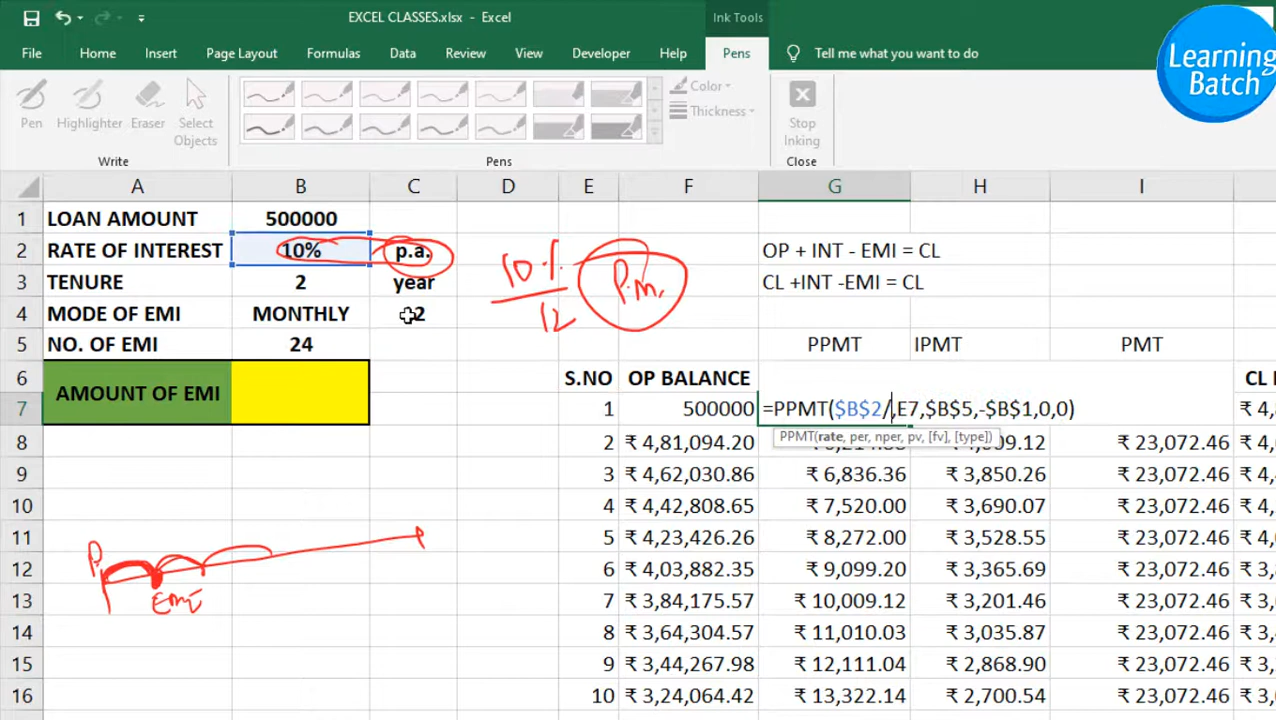 EXCEL CLASSES.xlsx - Excel
Ink Tools
File Home Insert Page Layout Formulas Data Review View Developer Help Pens Tell me what you want to do
Learning
Batch
Pen Highlighter Eraser Select Objects
Color
Thickness
Stop Inking
Write Pens Close
A B C D E F G H I
1 LOAN AMOUNT 500000
2 RATE OF INTEREST 10% p.a. OP + INT - EMI = CL
3 TENURE 2 year CL +INT -EMI = CL
10%
12
P.m.
4 MODE OF EMI MONTHLY
5 NO. OF EMI 24 PPMT IPMT PMT
6 S.NO OP BALANCE
AMOUNT OF EMI
7 1 500000 =PPMT($B$2/,E7,$B$5,-$B$1,0,0) ₹ 4,
PPMT(rate, per, nper, pv, [fv], [type])
8 2 ₹ 4,81,094.20 ₹ 23,072.46
9 3 ₹ 4,62,030.86 ₹ 6,836.36 ₹ 3,850.26 ₹ 23,072.46
10 4 ₹ 4,42,808.65 ₹ 7,520.00 ₹ 3,690.07 ₹ 23,072.46
11 5 ₹ 4,23,426.26 ₹ 8,272.00 ₹ 3,528.55 ₹ 23,072.46
12 6 ₹ 4,03,882.35 ₹ 9,099.20 ₹ 3,365.69 ₹ 23,072.46
13 7 ₹ 3,84,175.57 ₹ 10,009.12 ₹ 3,201.46 ₹ 23,072.46
14 8 ₹ 3,64,304.57 ₹ 11,010.03 ₹ 3,035.87 ₹ 23,072.46
15 9 ₹ 3,44,267.98 ₹ 12,111.04 ₹ 2,868.90 ₹ 23,072.46
16 10 ₹ 3,24,064.42 ₹ 13,322.14 ₹ 2,700.54 ₹ 23,072.46
P
EMI